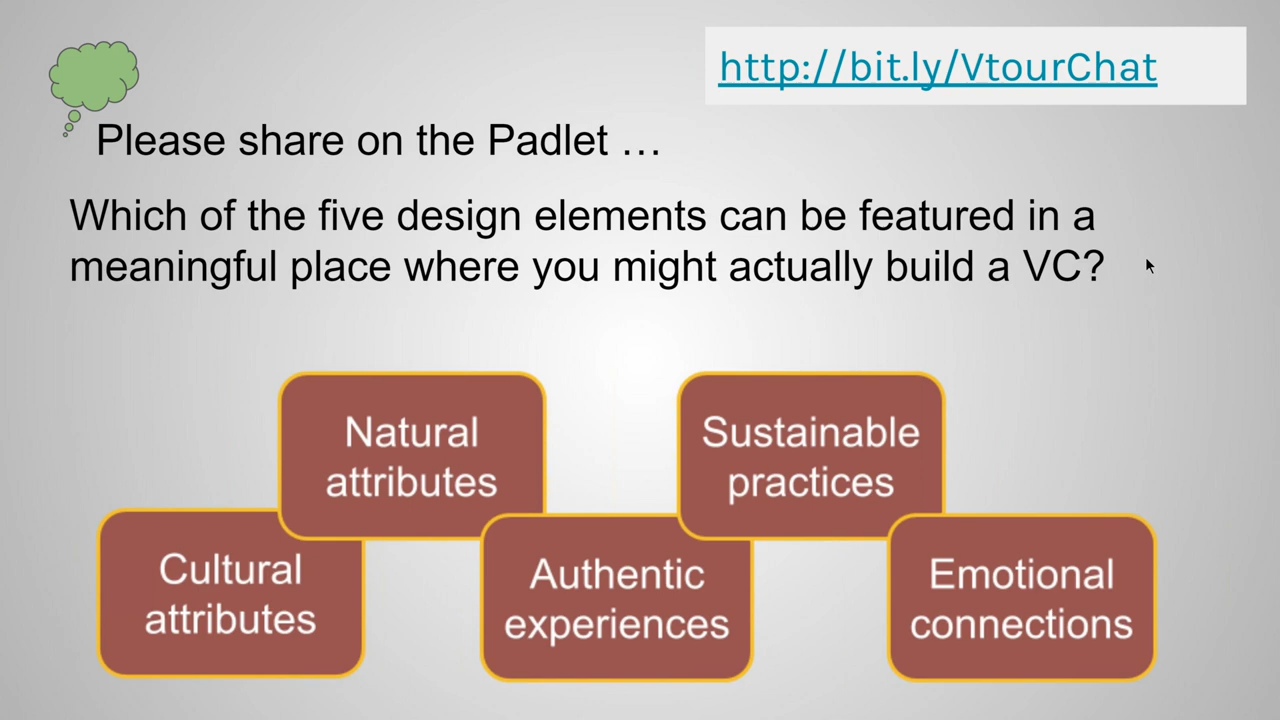 http://bit.ly/VtourChat
Please share on the Padlet …
Which of the five design elements can be featured in a
meaningful place where you might actually build a VC?
Natural
attributes
Sustainable
practices
Cultural
attributes
Authentic
experiences
Emotional
connections